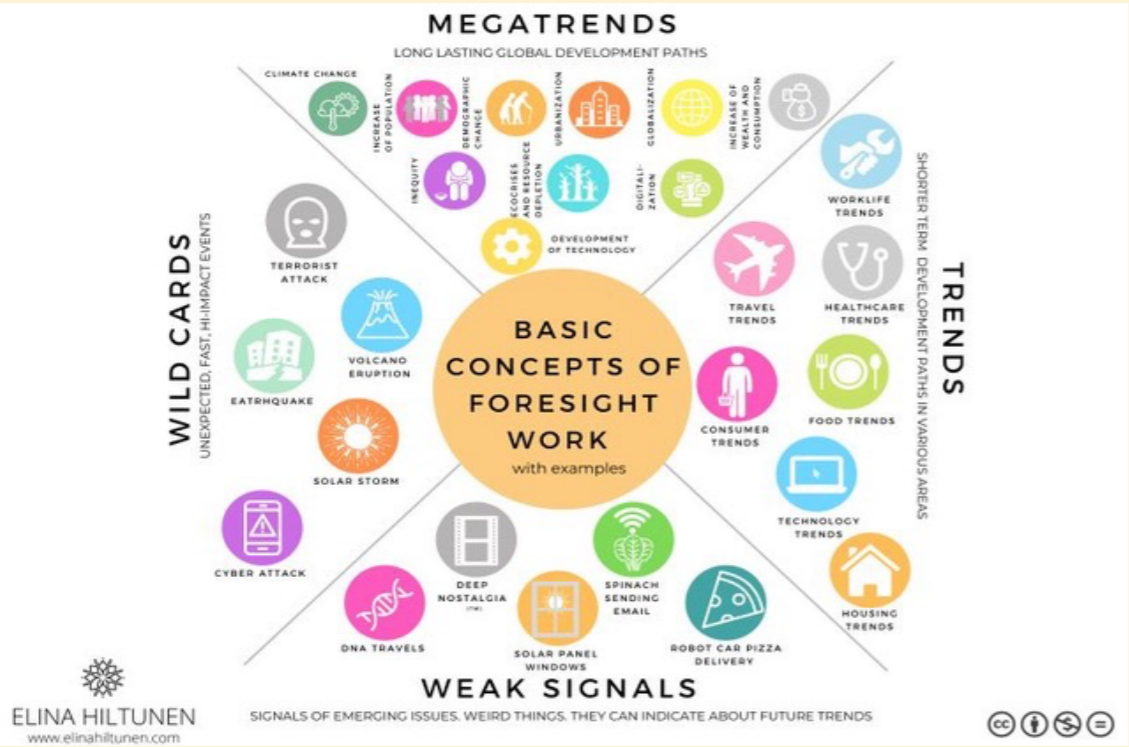 MEGATRENDS
LONG LASTING GLOBAL DEVELOPMENT PATHS
CLIMATE CHANGE
INCREASE
OF POPULATION
DEMOGRAPHIC
CHANGE
URBANIZATION
GLOBALIZATION
INCREASE OF
WEALTH AND
CONSUMPTION
INEQUITY
ECOCRISES
AND RESOURCE
DEPLETION
DIGITALI-
ZATION
DEVELOPMENT
OF TECHNOLOGY
WILD CARDS
UNEXPECTED, FAST, HI-IMPACT EVENTS
TERRORIST
ATTACK
VOLCANO
ERUPTION
EATRHQUAKE
SOLAR STORM
CYBER ATTACK
BASIC
CONCEPTS OF
FORESIGHT
WORK
with examples
TRENDS
SHORTER TERM DEVELOPMENT PATHS IN VARIOUS AREAS
WORKLIFE
TRENDS
TRAVEL
TRENDS
HEALTHCARE
TRENDS
CONSUMER
TRENDS
FOOD TRENDS
TECHNOLOGY
TRENDS
HOUSING
TRENDS
DNA TRAVELS
DEEP
NOSTALGIA
(TM)
SOLAR PANEL
WINDOWS
SPINACH
SENDING
EMAIL
ROBOT CAR PIZZA
DELIVERY
WEAK SIGNALS
SIGNALS OF EMERGING ISSUES. WEIRD THINGS. THEY CAN INDICATE ABOUT FUTURE TRENDS
ELINA HILTUNEN
www.elinahiltunen.com
cc